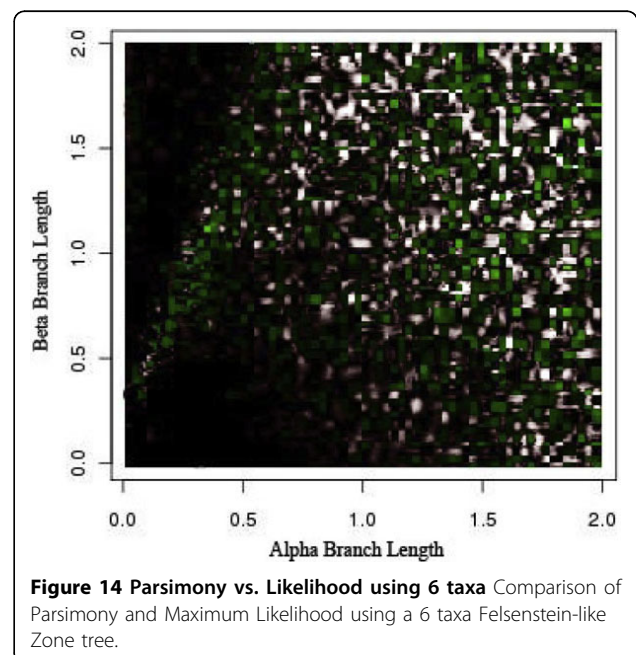 2.0
1.5
1.0
0.5
0.0
Beta Branch Length
0.0 0.5 1.0 1.5 2.0
Alpha Branch Length
Figure 14 Parsimony vs. Likelihood using 6 taxa Comparison of
Parsimony and Maximum Likelihood using a 6 taxa Felsenstein-like
Zone tree.